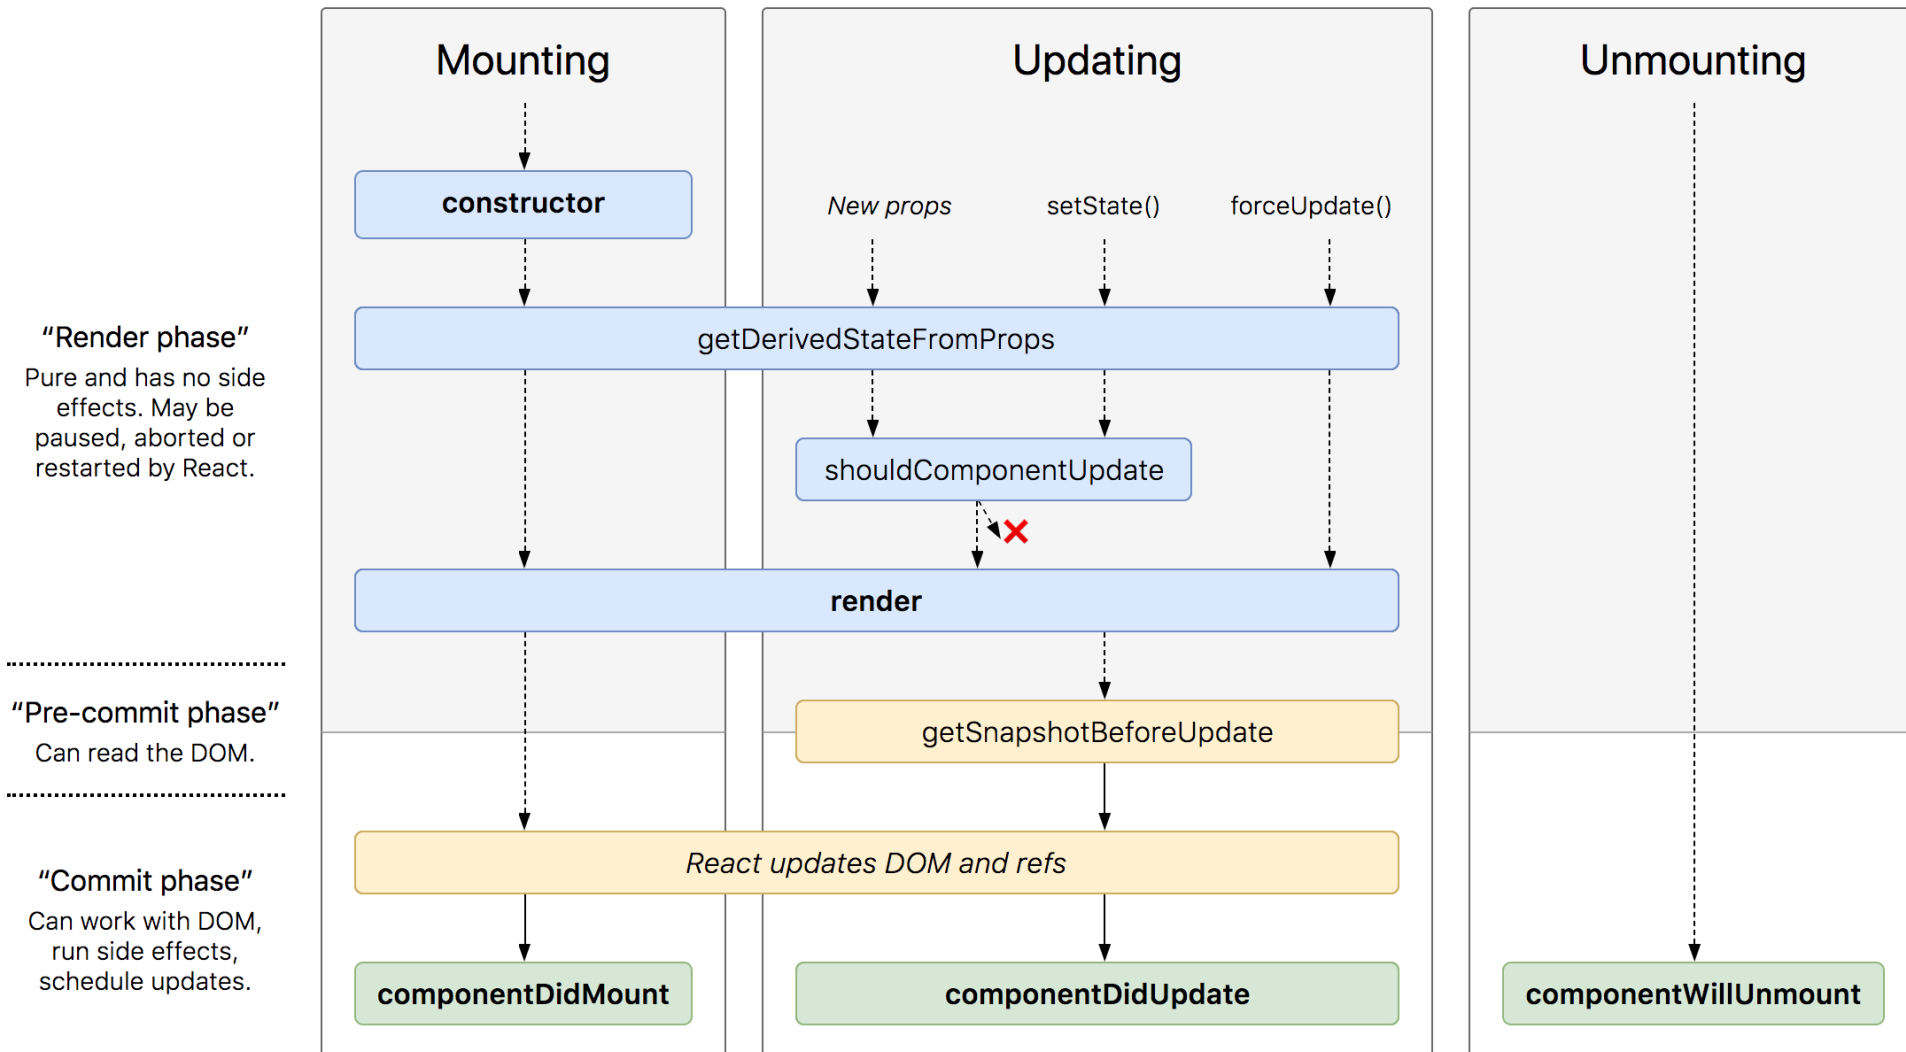 Mounting
Updating
Unmounting
constructor
New props
setState()
forceUpdate()
“Render phase”
Pure and has no side
effects. May be
paused, aborted or
restarted by React.
getDerivedStateFromProps
shouldComponentUpdate
render
“Pre-commit phase”
Can read the DOM.
getSnapshotBeforeUpdate
“Commit phase”
Can work with DOM,
run side effects,
schedule updates.
React updates DOM and refs
componentDidMount
componentDidUpdate
componentWillUnmount